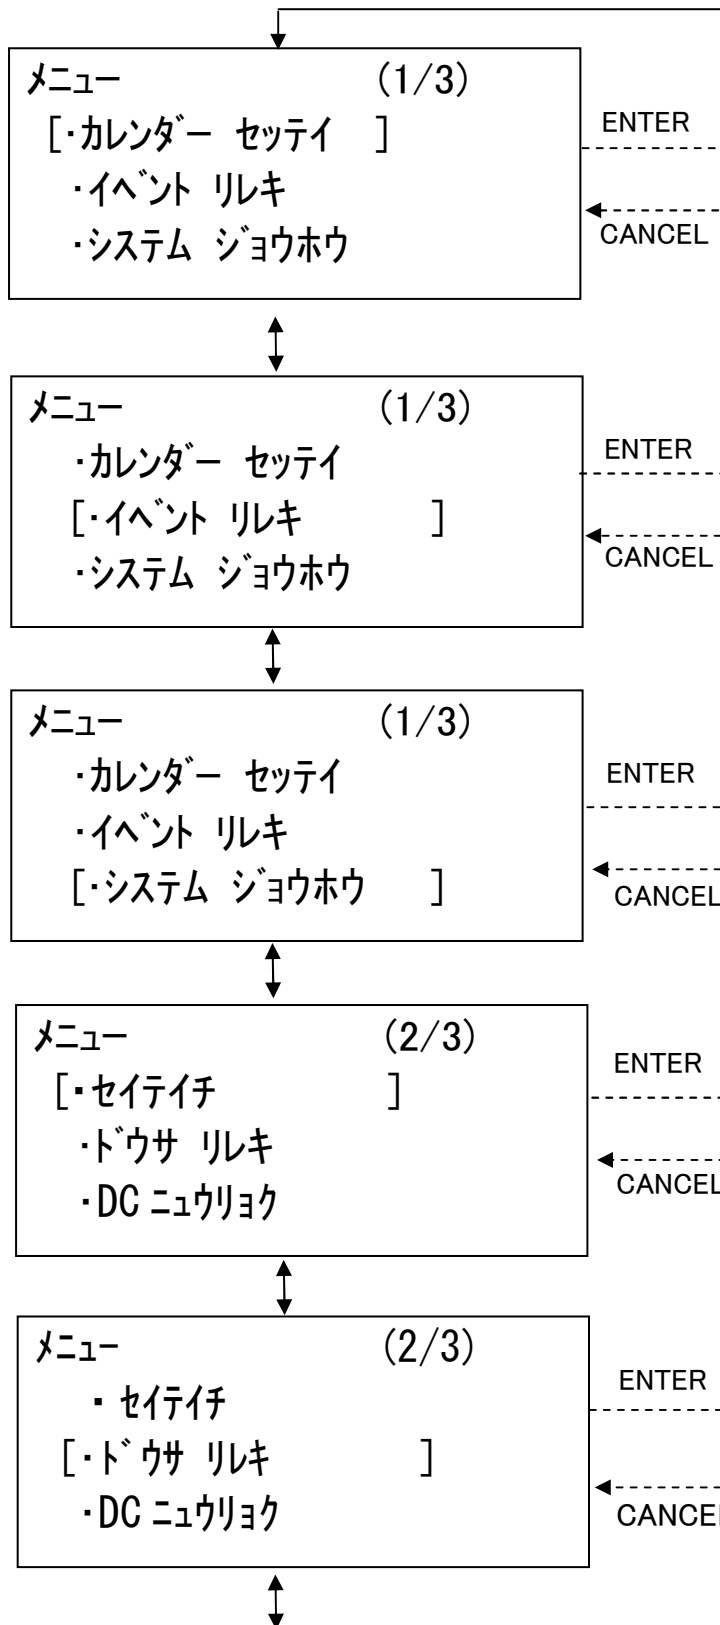 メニュー (1/3)
[・カレンダー セッテイ ]
ENTER
・イベント リレキ
・システム ジョウホウ
CANCEL
メニュー (1/3)
・カレンダー セッテイ
ENTER
[・イベント リレキ ]
・システム ジョウホウ
CANCEL
メニュー (1/3)
・カレンダー セッテイ
ENTER
・イベント リレキ
[・システム ジョウホウ ]
CANCEL
メニュー (2/3)
[・セイテイチ ]
ENTER
・ドウサ リレキ
・DC ニュウリョク
CANCEL
メニュー (2/3)
・セイテイチ
ENTER
[・ドウサ リレキ ]
・DC ニュウリョク
CANCEL